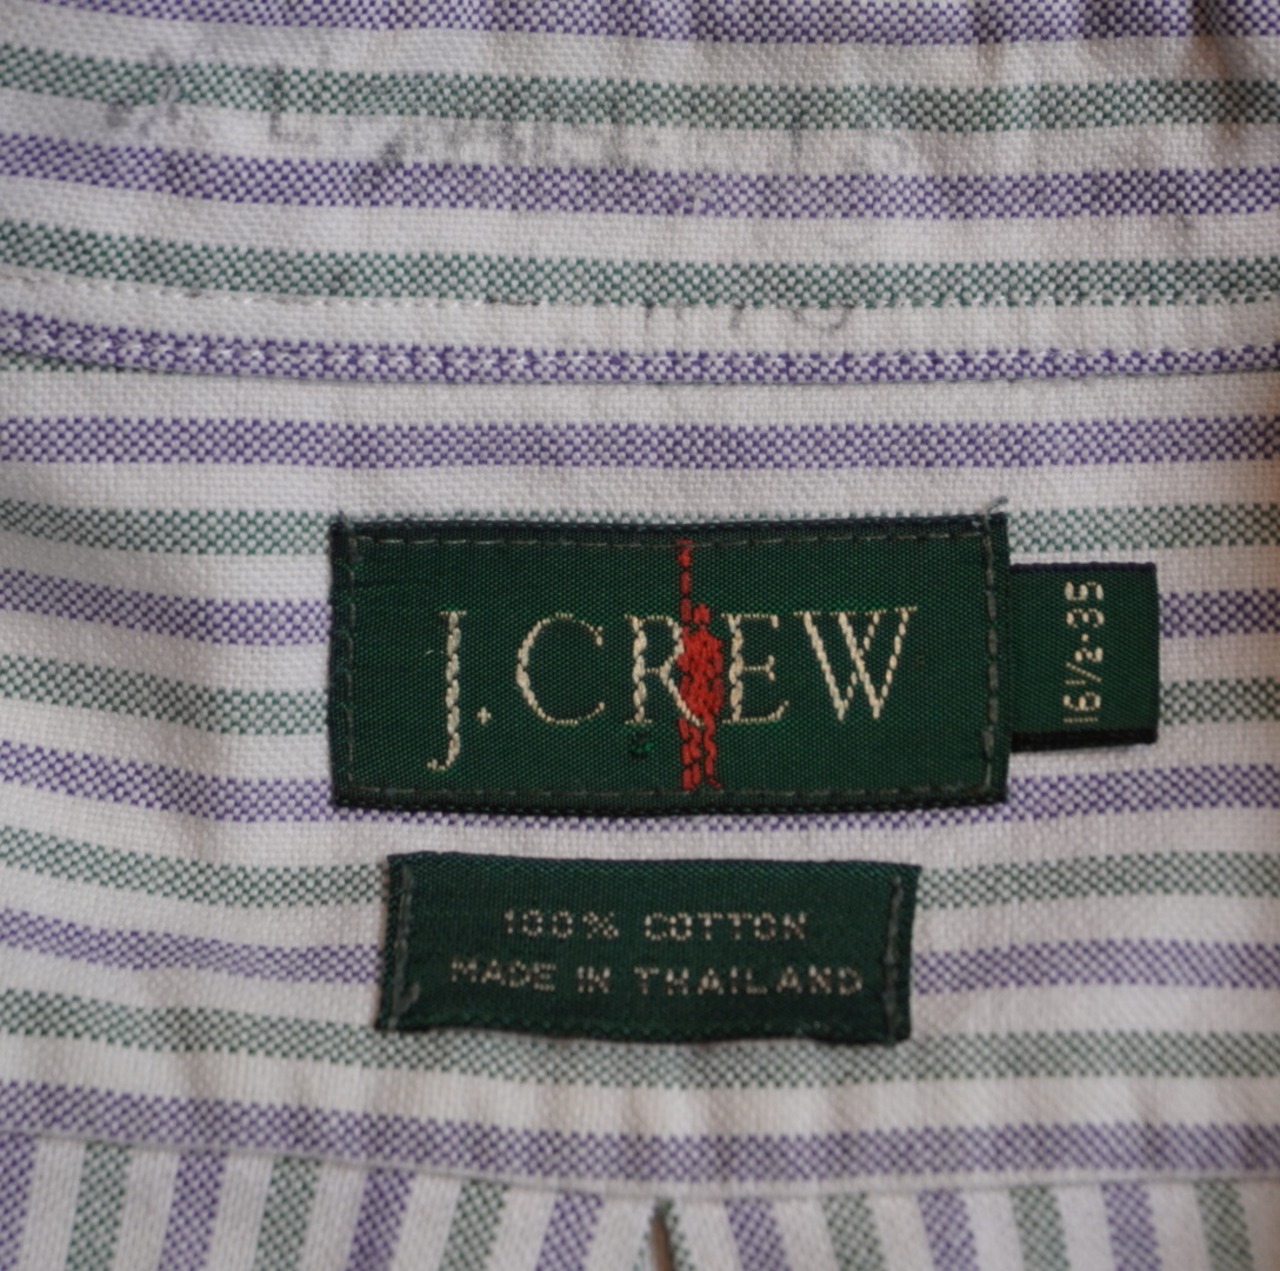 J.CREW
16½-35
100% COTTON
MADE IN THAILAND